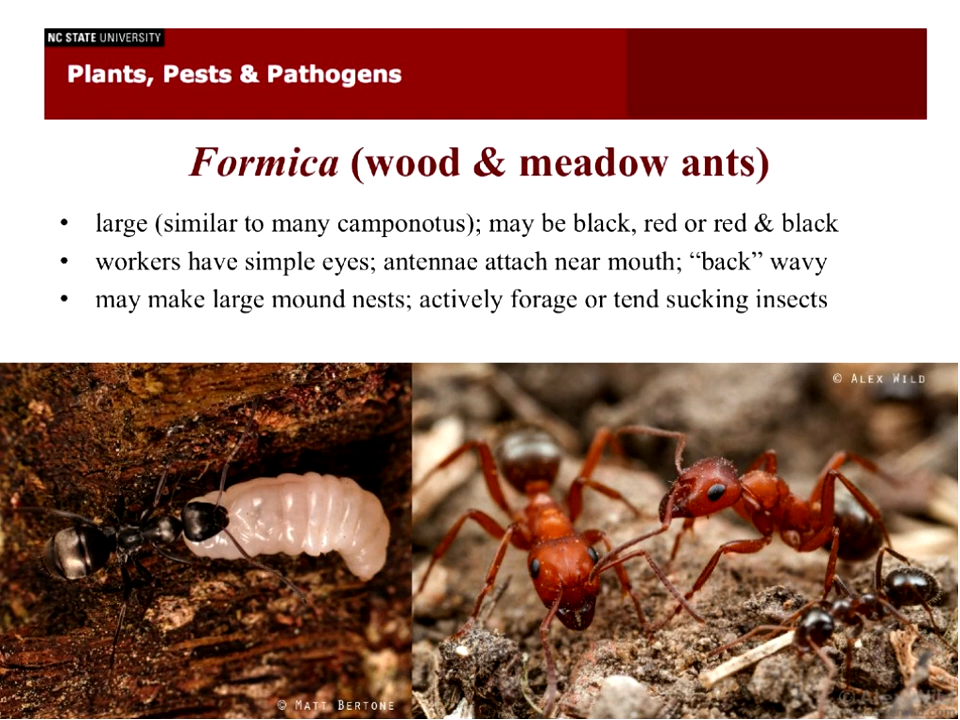 NC STATE UNIVERSITY
Plants, Pests & Pathogens
Formica (wood & meadow ants)
• large (similar to many camponotus); may be black, red or red & black
• workers have simple eyes; antennae attach near mouth; “back” wavy
• may make large mound nests; actively forage or tend sucking insects
© ALEX WILD
© MATT BERTONE